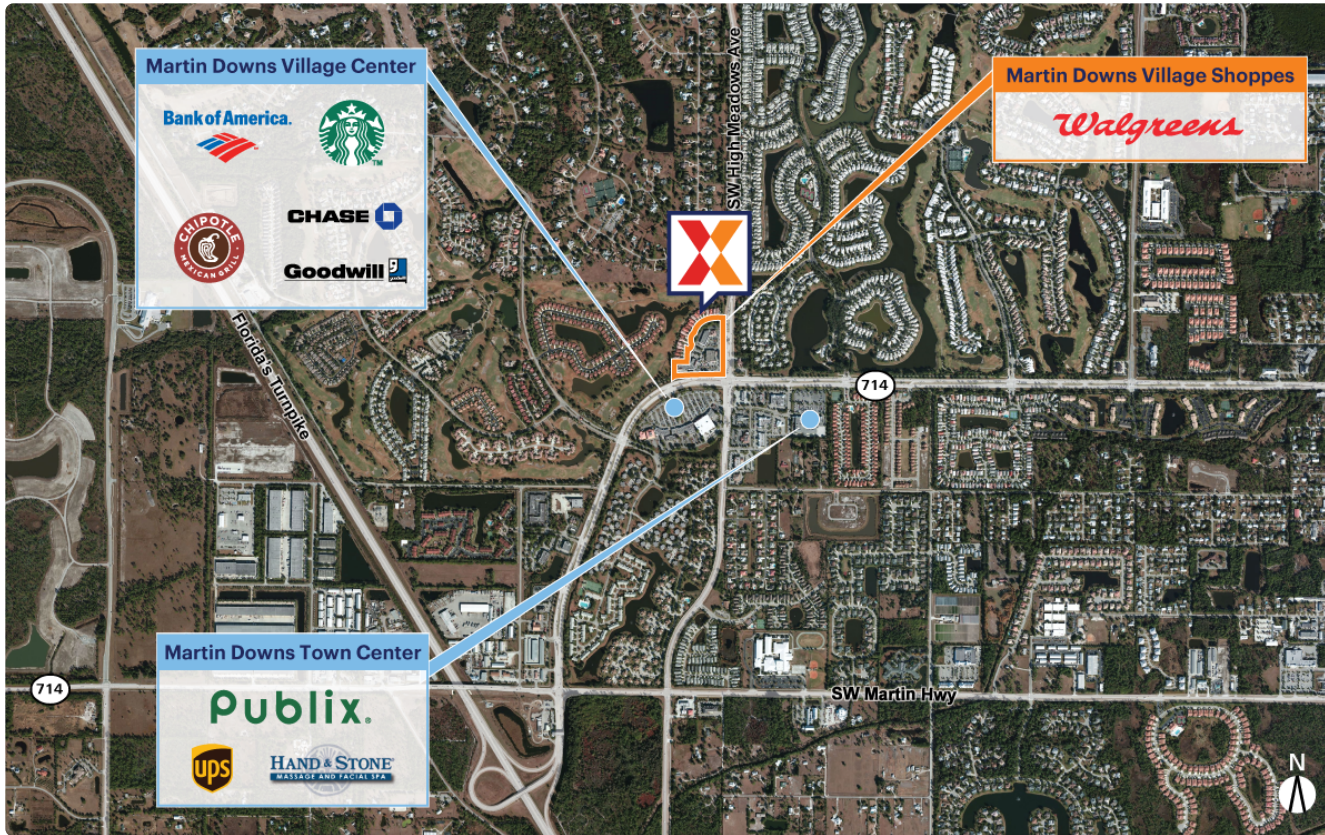 Martin Downs Village Center
Bank of America.
CHIPOTLE
MEXICAN GRILL
CHASE
Goodwill
goodwill
SW High Meadows Ave
Martin Downs Village Shoppes
Walgreens
Florida's Turnpike
714
Martin Downs Town Center
Publix.
ups
HAND & STONE
MASSAGE AND FACIAL SPA
714
SW Martin Hwy
N